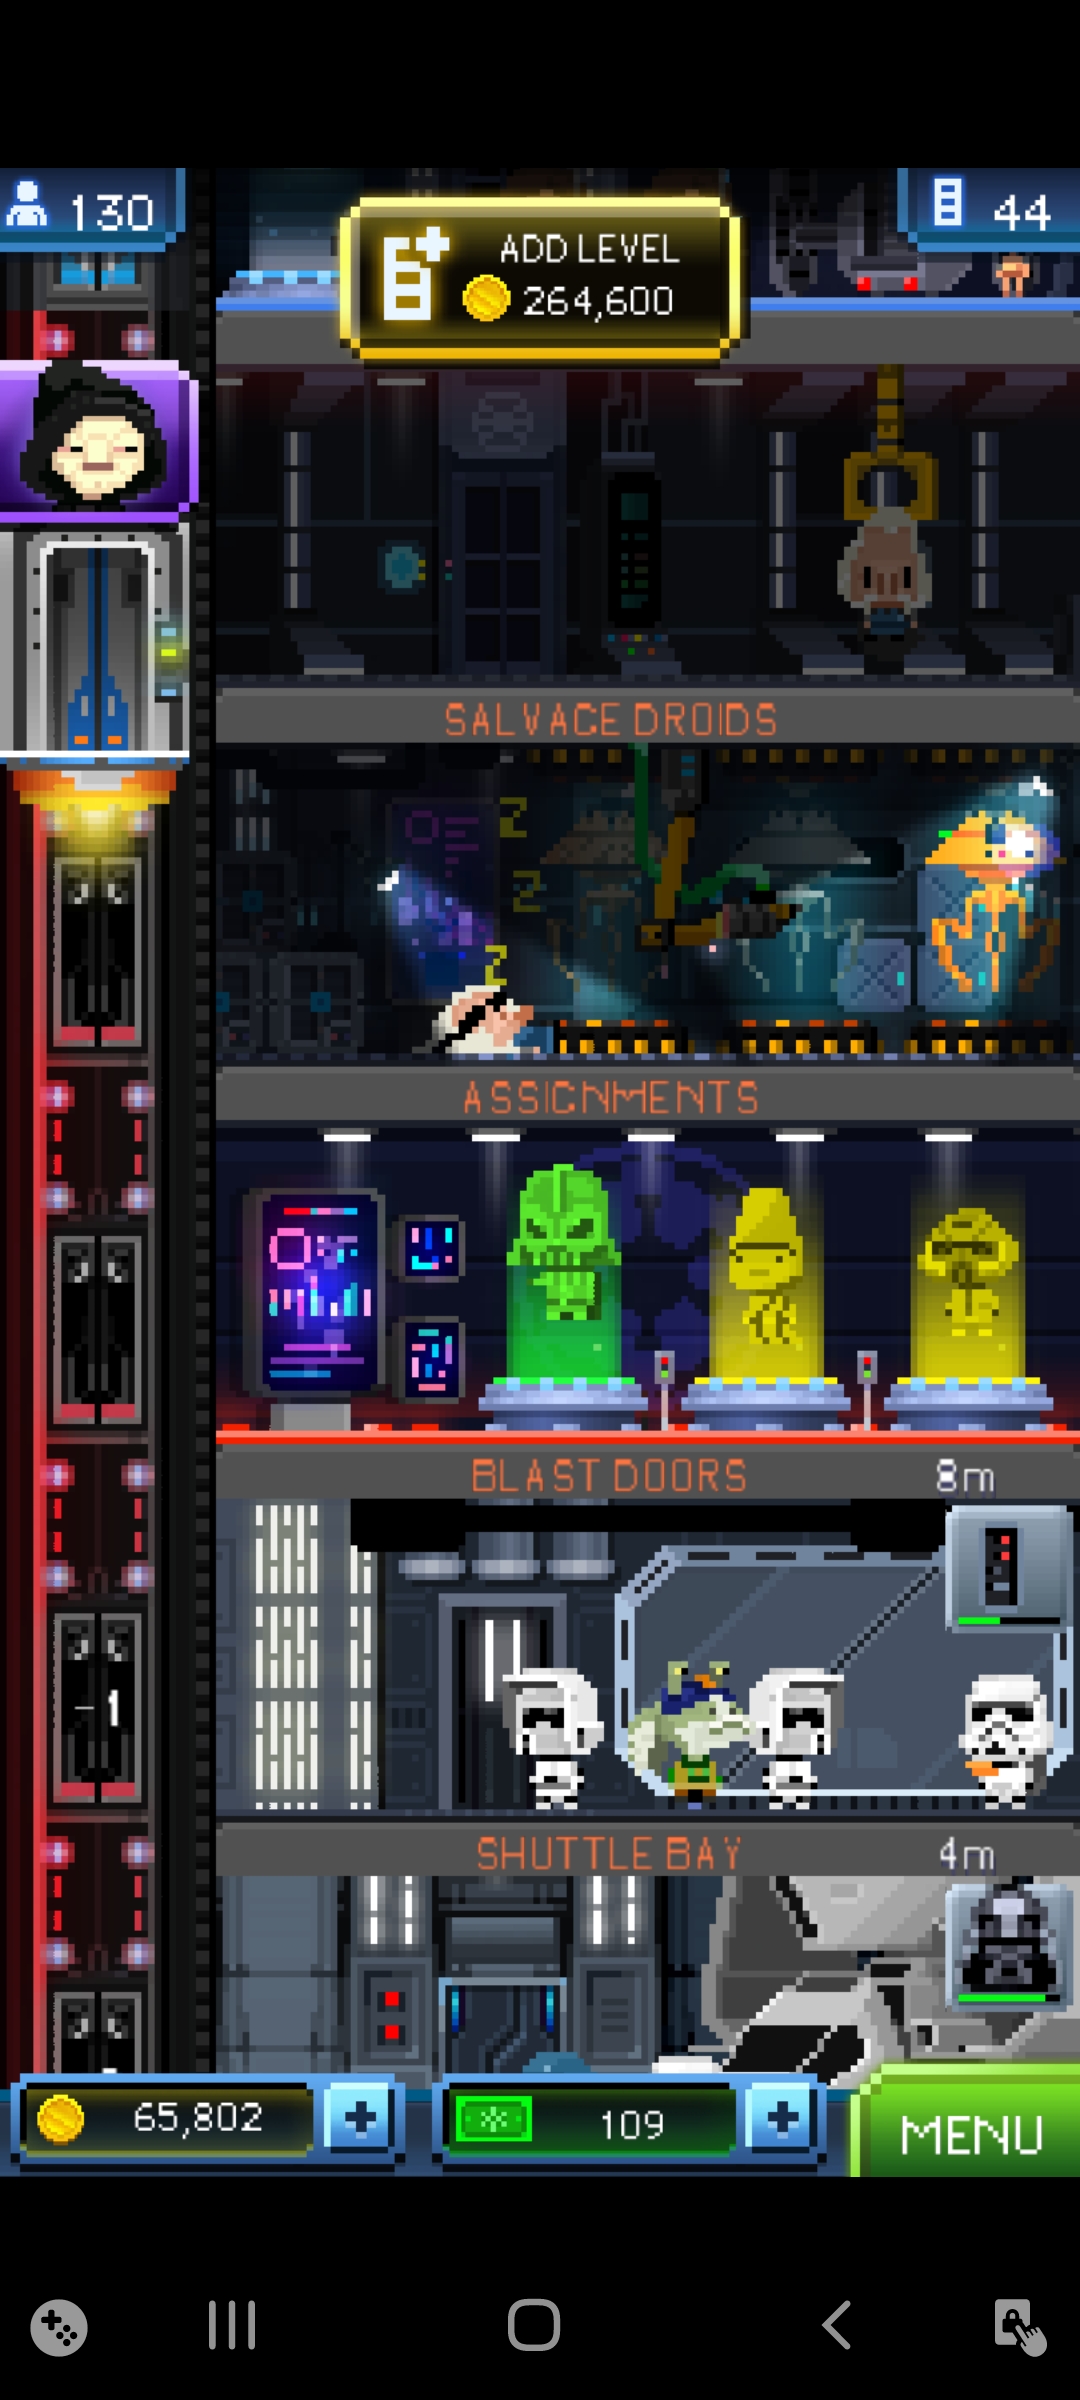 130
44
ADD LEVEL
264,600
SALVAGE DROIDS
Z
Z
Z
ASSIGNMENTS
BLAST DOORS 8m
-1
SHUTTLE BAY 4m
65,802
109
MENU